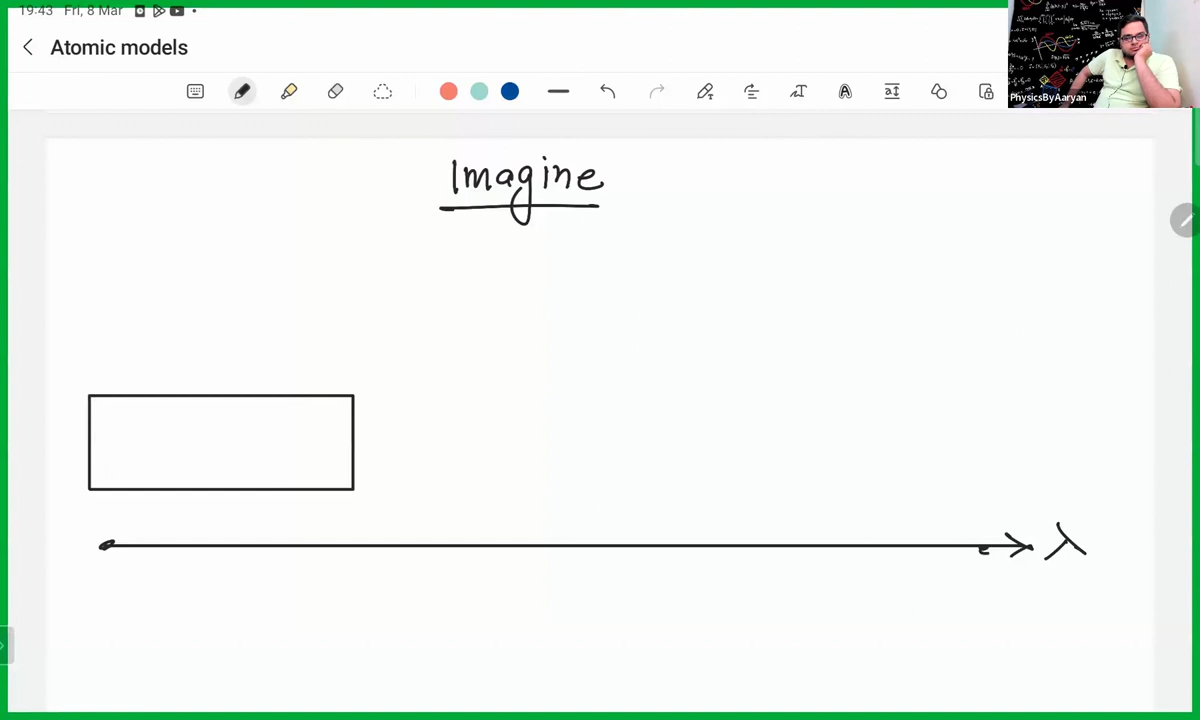 19:43 Fri, 8 Mar
Atomic models
PhysicsByAaryan
Imagine
λ